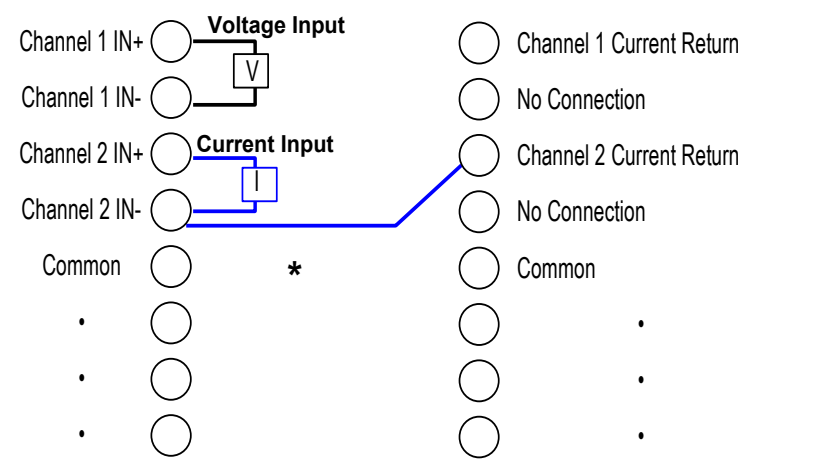 Voltage Input
Channel 1 IN+
V
Channel 1 IN-
Current Input
Channel 2 IN+
I
Channel 2 IN-
Common
*
•
•
•
Channel 1 Current Return
No Connection
Channel 2 Current Return
No Connection
Common
•
•
•